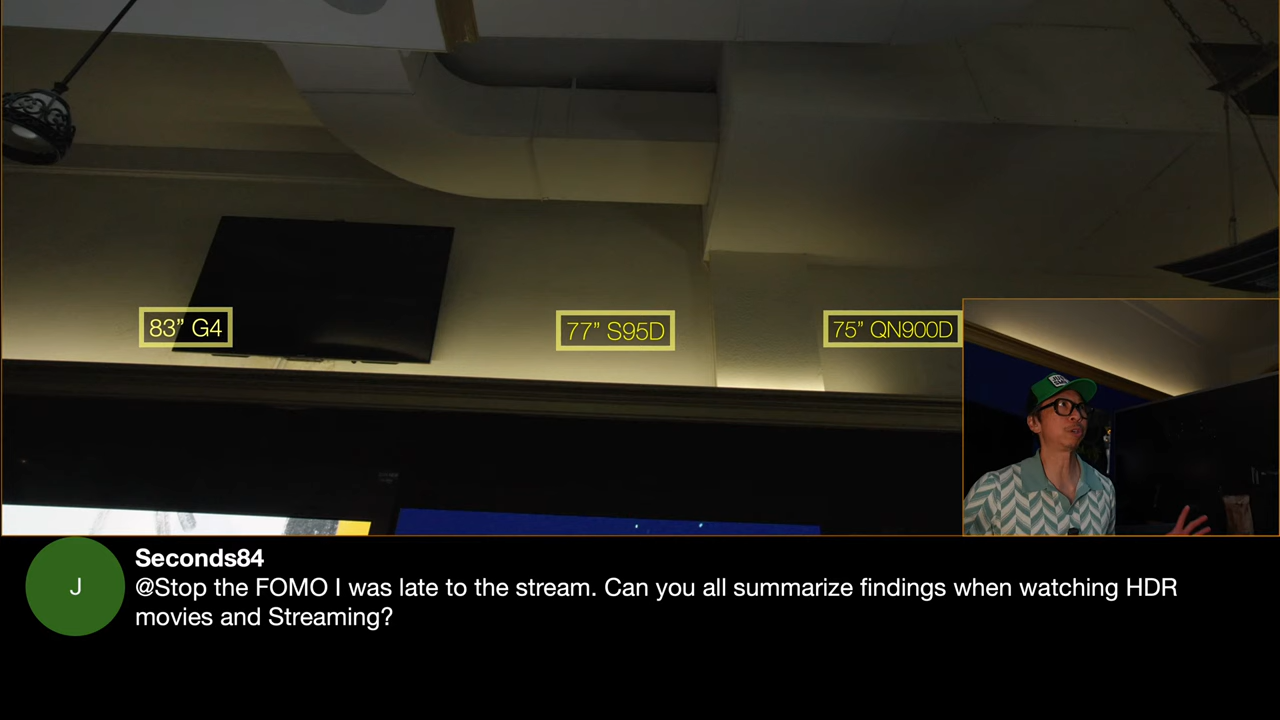 83” G4
77” S95D
75” QN900D
J
Seconds84
@Stop the FOMO I was late to the stream. Can you all summarize findings when watching HDR
movies and Streaming?